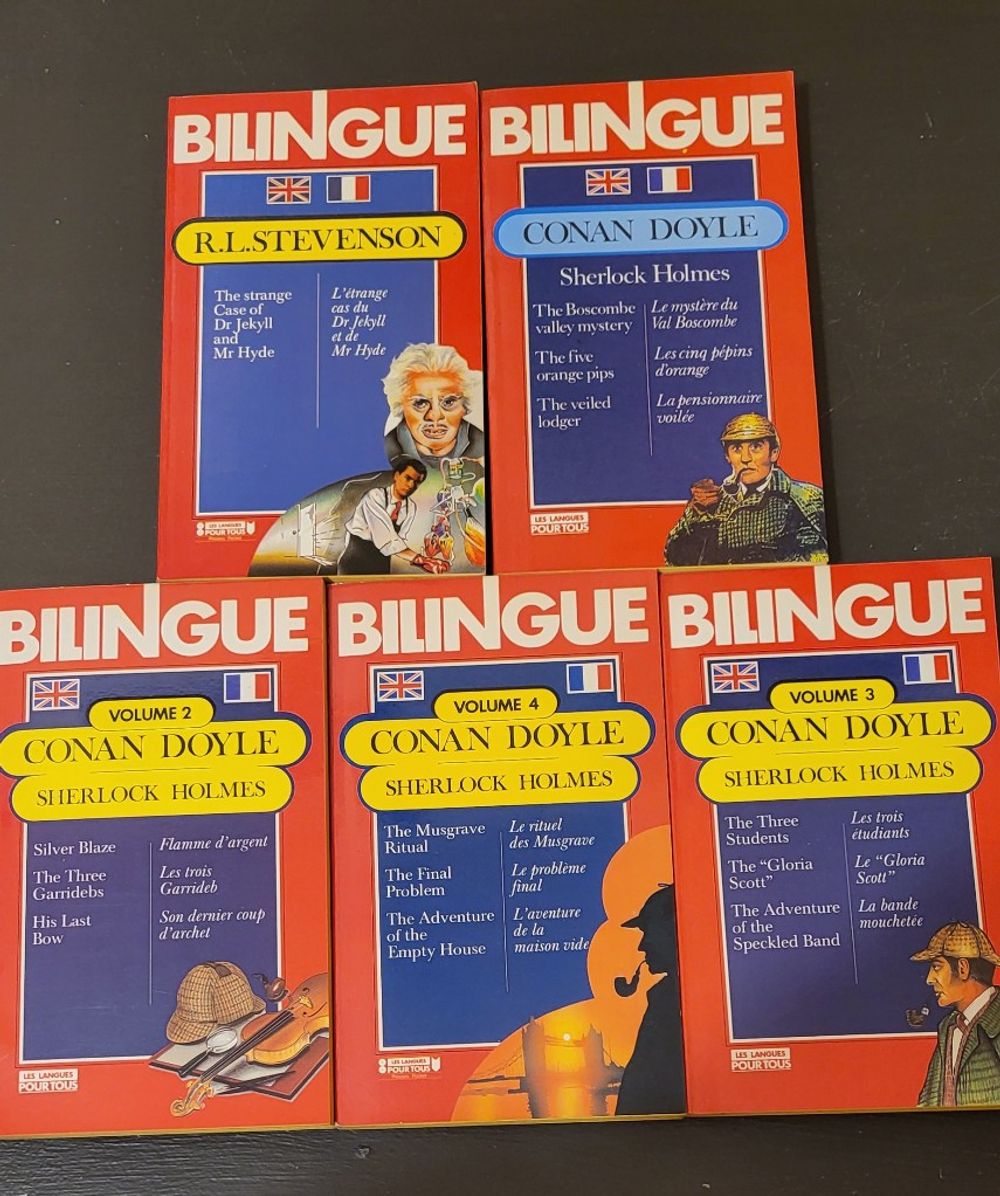 BILINGUE
R.L.STEVENSON
The strange
Case of
Dr Jekyll
and
Mr Hyde
L'étrange
cas du
Dr Jekyll
et de
Mr Hyde
LES LANGUES
POUR TOUS
Presses Pocket
BILINGUE
CONAN DOYLE
Sherlock Holmes
The Boscombe
valley mystery
The five
orange pips
The veiled
lodger
Le mystère du
Val Boscombe
Les cinq pépins
d'orange
La pensionnaire
voilée
LES LANGUES
POUR TOUS
BILINGUE
VOLUME 2
CONAN DOYLE
SHERLOCK HOLMES
Silver Blaze
The Three
Garridebs
His Last
Bow
Flamme d'argent
Les trois
Garrideb
Son dernier coup
d'archet
LES LANGUES
POUR TOUS
BILINGUE
VOLUME 4
CONAN DOYLE
SHERLOCK HOLMES
The Musgrave
Ritual
The Final
Problem
The Adventure
of the
Empty House
Le rituel
des Musgrave
Le problème
final
L'aventure
de la
maison vide
LES LANGUES
POUR TOUS
Presses Pocket
BILINGUE
VOLUME 3
CONAN DOYLE
SHERLOCK HOLMES
The Three
Students
The "Gloria
Scott"
The Adventure
of the
Speckled Band
Les trois
étudiants
Le "Gloria
Scott"
La bande
mouchetée
LES LANGUES
POUR TOUS